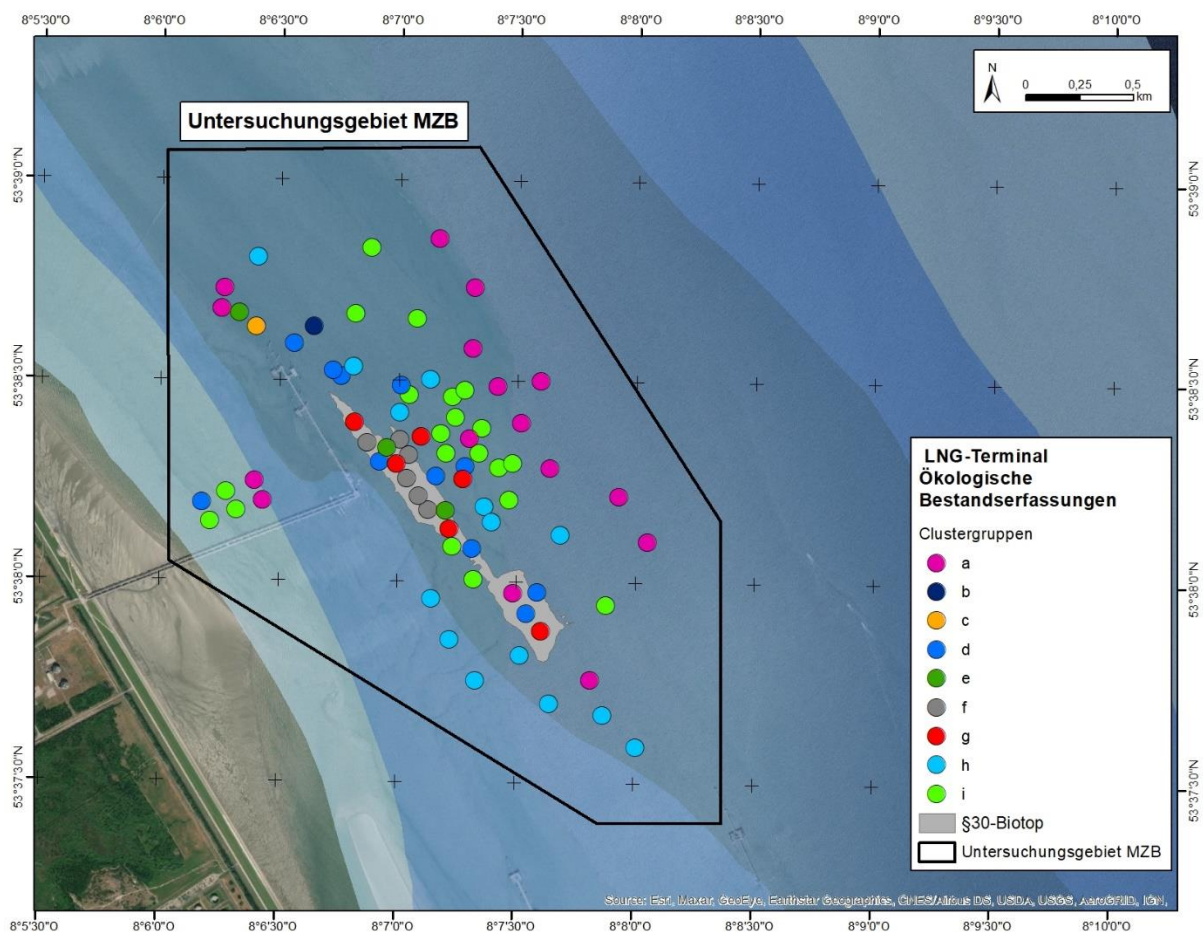 8°5'30"O 8°6'0"O 8°6'30"O 8°7'0"O 8°7'30"O 8°8'0"O 8°8'30"O 8°9'0"O 8°9'30"O 8°10'0"O
N
0 0,25 0,5
km
Untersuchungsgebiet MZB
53°39'0"N
53°39'0"N
53°38'30"N
53°38'30"N
53°38'0"N
53°38'0"N
53°37'30"N
53°37'30"N
LNG-Terminal
Ökologische
Bestandserfassungen
Clustergruppen
a
b
c
d
e
f
g
h
i
§30-Biotop
Untersuchungsgebiet MZB
Source: Esri, Maxar, GeoEye, Earthstar Geographics, CNES/Airbus DS, USDA, USGS, AeroGRID, IGN,
8°5'30"O 8°6'0"O 8°6'30"O 8°7'0"O 8°7'30"O 8°8'0"O 8°8'30"O 8°9'0"O 8°9'30"O 8°10'0"O